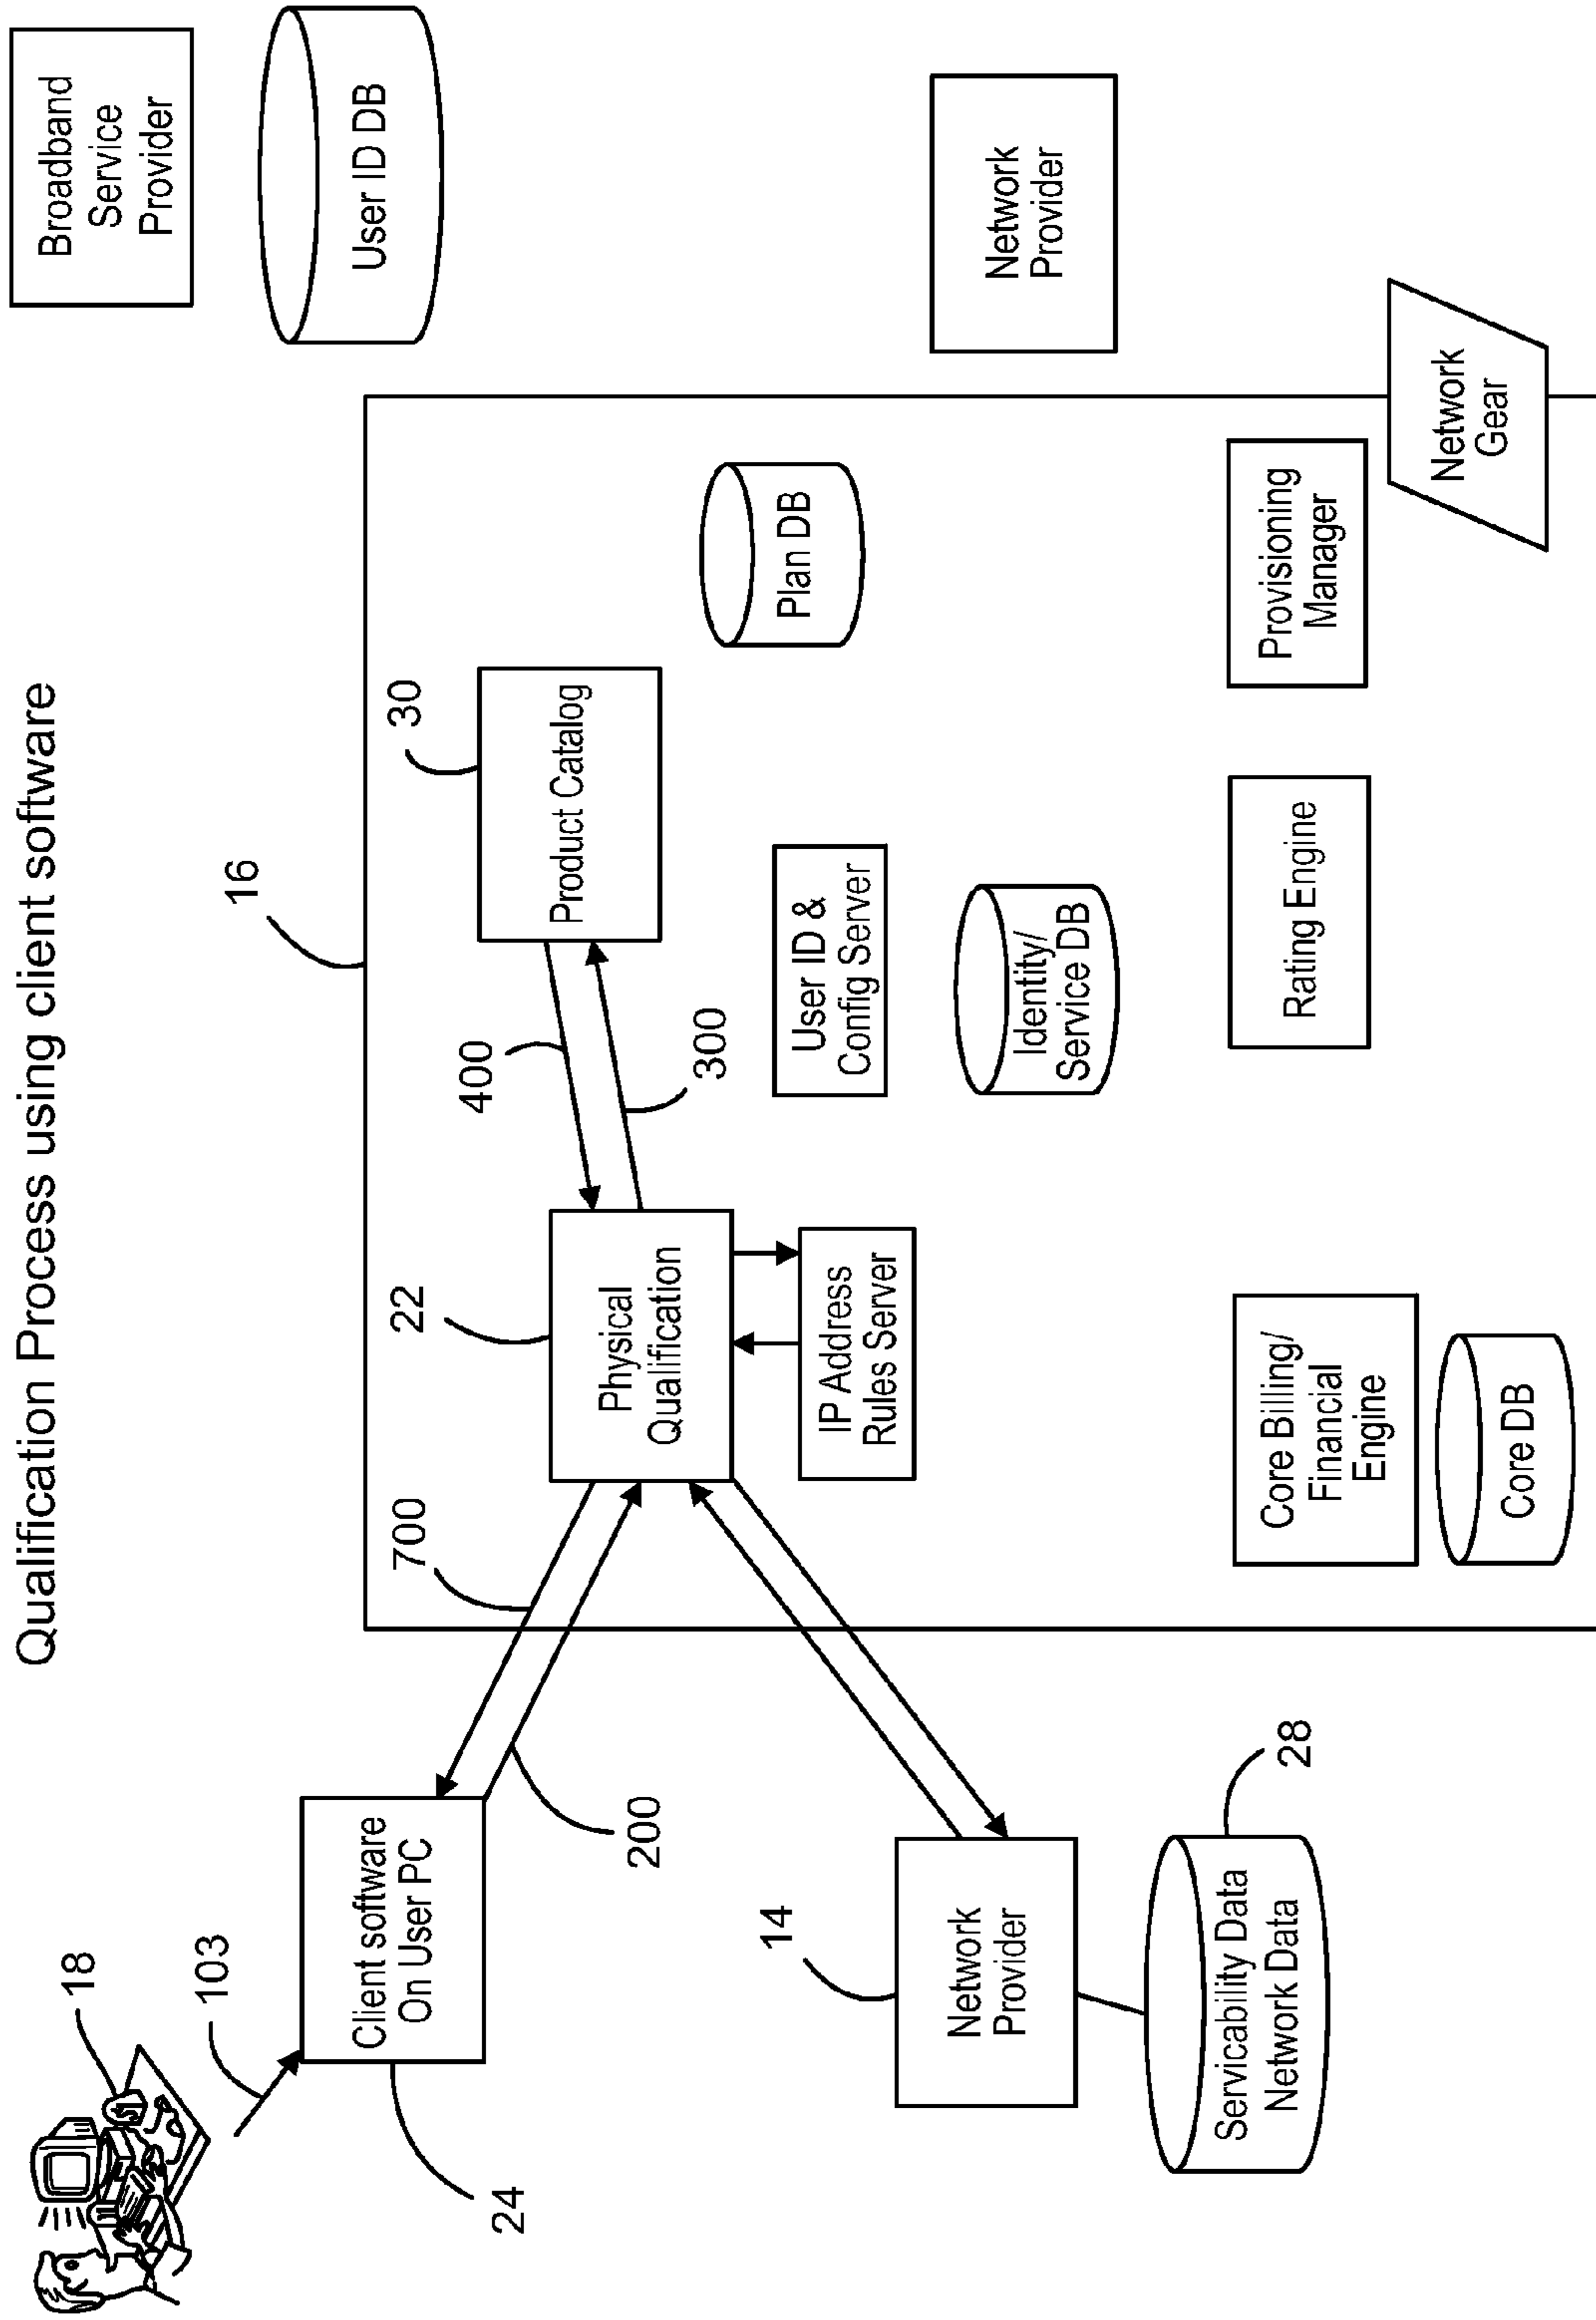 Qualification Process using client software
18
103
Client software
On User PC
24
700
200
16
22
Physical
Qualification
400
300
30
Product Catalog
Broadband
Service
Provider
User ID DB
IP Address
Rules Server
User ID &
Config Server
Plan DB
Identity/
Service DB
Network
Provider
14
Network
Provider
Servicability Data
Network Data
28
Core Billing/
Financial
Engine
Core DB
Rating Engine
Provisioning
Manager
Network
Gear